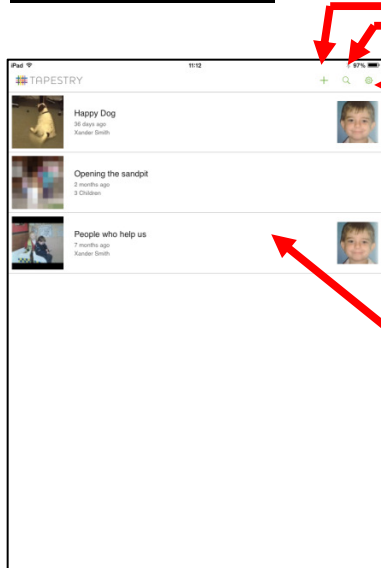 iPad 11:12 97%
TAPESTRY
Happy Dog
36 days ago
Xander Smith
Opening the sandpit
2 months ago
3 Children
People who help us
7 months ago
Xander Smith